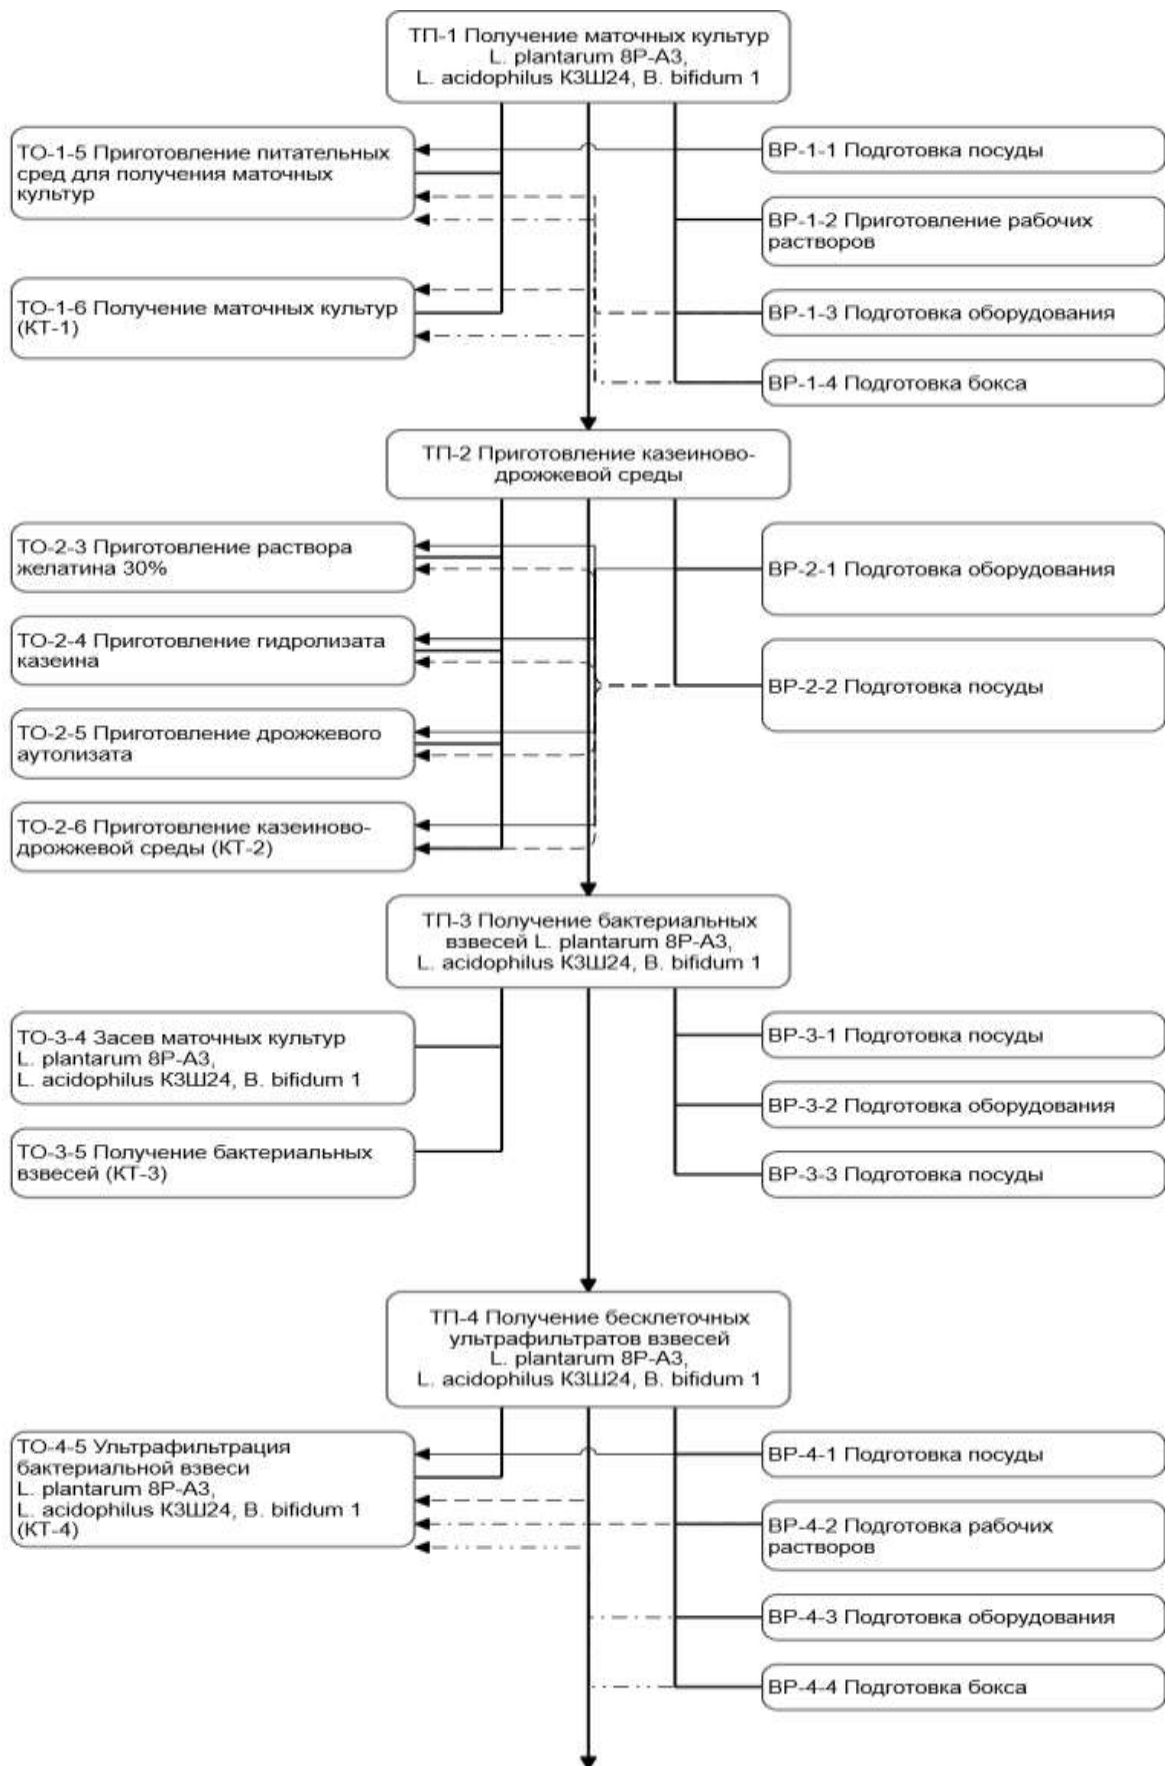 ТП-1 Получение маточных культур
L. plantarum 8Р-А3,
L. acidophilus К3Ш24, B. bifidum 1
ТО-1-5 Приготовление питательных
сред для получения маточных
культур
ВР-1-1 Подготовка посуды
ВР-1-2 Приготовление рабочих
растворов
ТО-1-6 Получение маточных культур
(КТ-1)
ВР-1-3 Подготовка оборудования
ВР-1-4 Подготовка бокса
ТП-2 Приготовление казеиново-
дрожжевой среды
ТО-2-3 Приготовление раствора
желатина 30%
ВР-2-1 Подготовка оборудования
ТО-2-4 Приготовление гидролизата
казеина
ВР-2-2 Подготовка посуды
ТО-2-5 Приготовление дрожжевого
аутолизата
ТО-2-6 Приготовление казеиново-
дрожжевой среды (КТ-2)
ТП-3 Получение бактериальных
взвесей L. plantarum 8Р-А3,
L. acidophilus К3Ш24, B. bifidum 1
ТО-3-4 Засев маточных культур
L. plantarum 8Р-А3,
L. acidophilus К3Ш24, B. bifidum 1
ВР-3-1 Подготовка посуды
ВР-3-2 Подготовка оборудования
ТО-3-5 Получение бактериальных
взвесей (КТ-3)
ВР-3-3 Подготовка посуды
ТП-4 Получение бесклеточных
ультрафильтратов взвесей
L. plantarum 8Р-А3,
L. acidophilus К3Ш24, B. bifidum 1
ТО-4-5 Ультрафильтрация
бактериальной взвеси
L. plantarum 8Р-А3,
L. acidophilus К3Ш24, B. bifidum 1
(КТ-4)
ВР-4-1 Подготовка посуды
ВР-4-2 Подготовка рабочих
растворов
ВР-4-3 Подготовка оборудования
ВР-4-4 Подготовка бокса